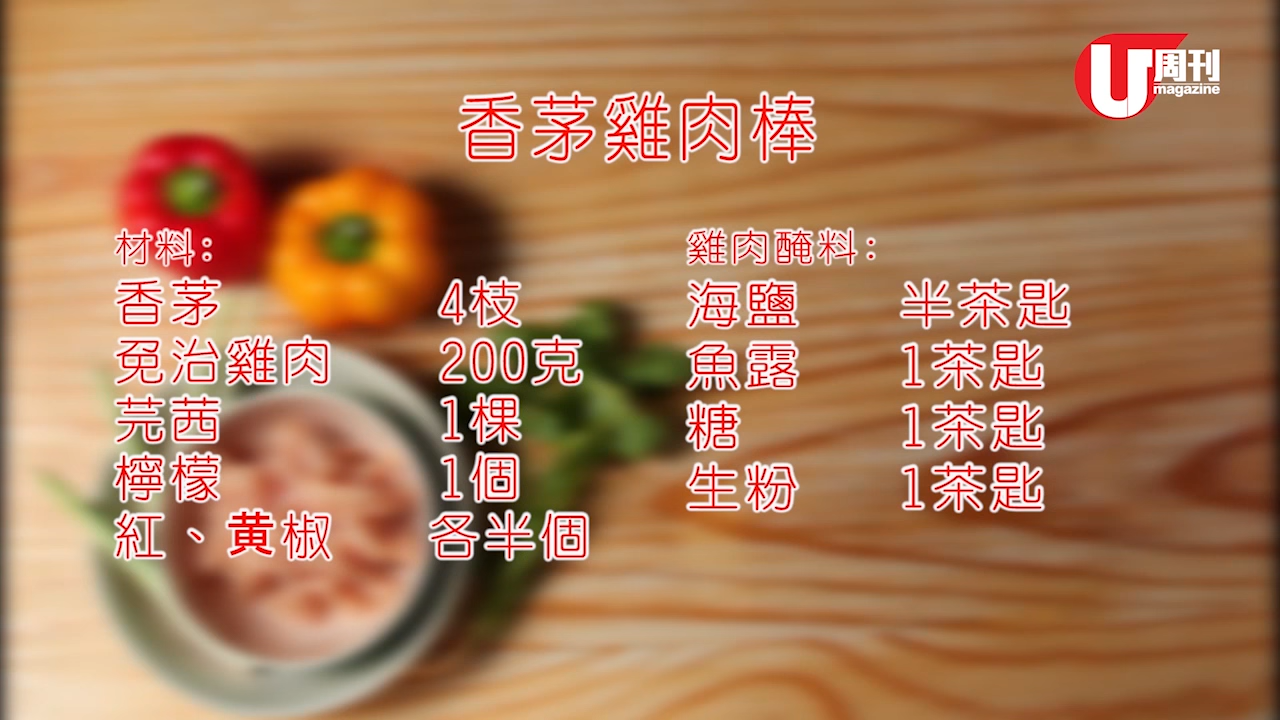 U周刊
magazine
香茅雞肉棒
材料：
香茅 4枝
免治雞肉 200克
芫茜 1棵
檸檬 1個
紅、黄椒 各半個
雞肉醃料：
海鹽 半茶匙
魚露 1茶匙
糖 1茶匙
生粉 1茶匙